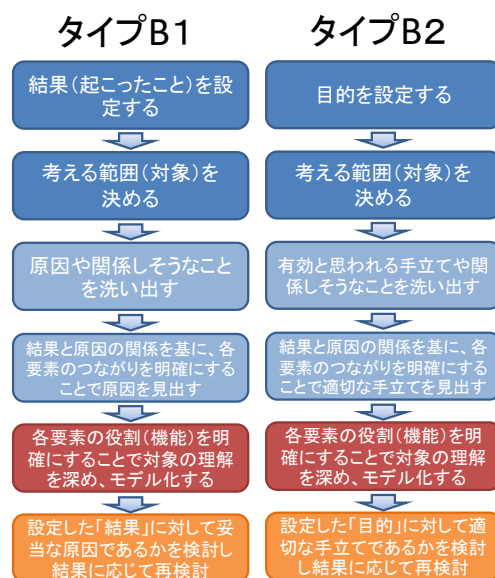 タイプB1
結果(起こったこと)を設
定する
考える範囲(対象)を
決める
原因や関係しそうなこと
を洗い出す
結果と原因の関係を基に、各
要素のつながりを明確にする
ことで原因を見出す
各要素の役割(機能)を明
確にすることで対象の理解
を深め、モデル化する
設定した「結果」に対して妥
当な原因であるかを検討し
結果に応じて再検討
タイプB2
目的を設定する
考える範囲(対象)を
決める
有効と思われる手立てや関
係しそうなことを洗い出す
結果と原因の関係を基に、各
要素のつながりを明確にする
ことで適切な手立てを見出す
各要素の役割(機能)を明
確にすることで対象の理解
を深め、モデル化する
設定した「目的」に対して適
切な手立てであるかを検討
し結果に応じて再検討